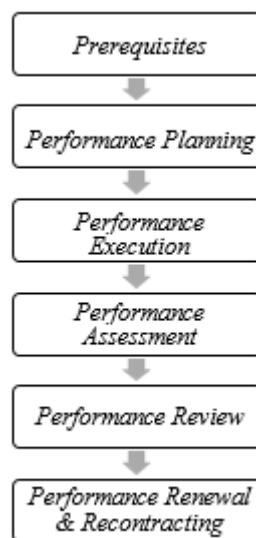 Prerequisites
Performance Planning
Performance
Execution
Performance
Assessment
Performance Review
Performance Renewal
& Recontracting